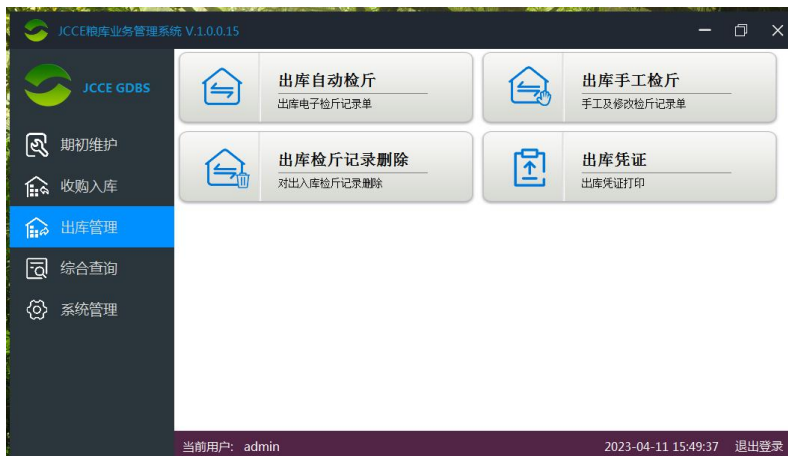 JCCE粮库业务管理系统 V.1.0.0.15
JCCE GDBS
期初维护
收购入库
出库管理
综合查询
系统管理
出库自动检斤
出库电子检斤记录单
出库手工检斤
手工及修改检斤记录单
出库检斤记录删除
对出入库检斤记录删除
出库凭证
出库凭证打印
当前用户: admin
2023-04-11 15:49:37
退出登录